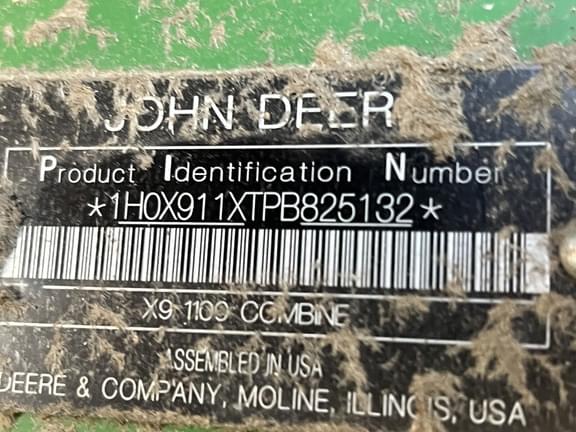 JOHN DEER
Product Identification Number
*1H0X911XTPB825132*
X9 1100 COMBINE
ASSEMBLED IN USA
DEERE & COMPANY, MOLINE, ILLINOIS, USA